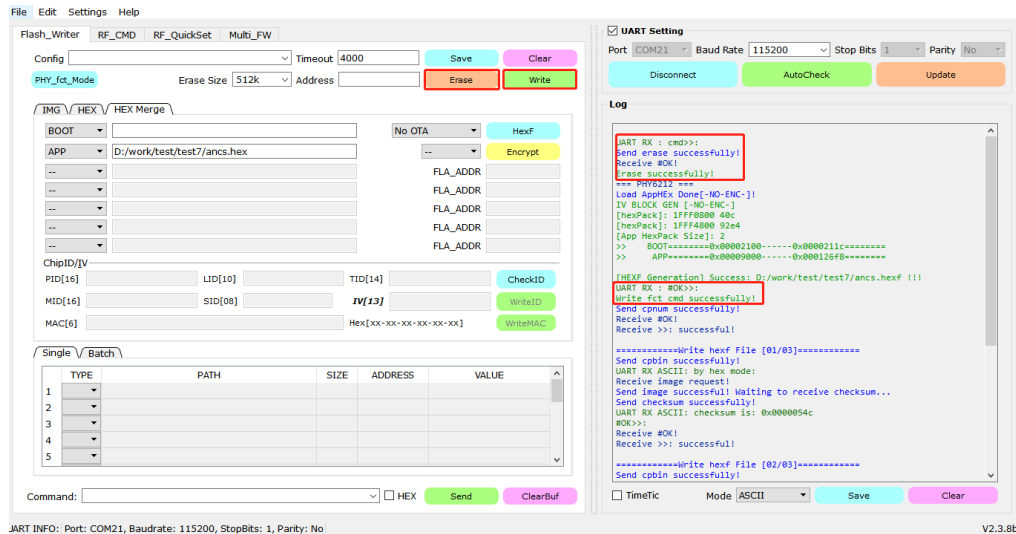 File Edit Settings Help
Flash_Writer RF_CMD RF_QuickSet Multi_FW
Config Timeout 4000 Save Clear
PHY_fct_Mode Erase Size 512k Address Erase Write
IMG HEX HEX Merge
BOOT No OTA HexF
APP D:/work/test/test7/ancs.hex -- Encrypt
-- FLA_ADDR
-- FLA_ADDR
-- FLA_ADDR
-- FLA_ADDR
-- FLA_ADDR
ChipID/IV
PID[16] LID[10] TID[14] CheckID
MID[16] SID[08] IV[13] WriteID
MAC[6] Hex[xx-xx-xx-xx-xx-xx] WriteMAC
Single Batch
TYPE PATH SIZE ADDRESS VALUE
1
2
3
4
5
Command: HEX Send ClearBuf
UART Setting
Port COM21 Baud Rate 115200 Stop Bits 1 Parity No
Disconnect AutoCheck Update
Log
UART RX : cmd>>:
Send erase successfully!
Receive #OK!
Erase successfully!
=== PHY6212 ===
Load AppHEx Done[-NO-ENC-]!
IV BLOCK GEN [-NO-ENC-]
[hexPack]: 1FFF0800 40c
[hexPack]: 1FFF4800 92e4
[App HexPack Size]: 2
>> BOOT========0x00002100------0x0000211c========
>> APP========0x00009000------0x000126f8========
[HEXF Generation] Success: D:/work/test/test7/ancs.hexf !!!
UART RX : #OK>>:
Write fct cmd successfully!
Send cpnum successfully!
Receive #OK!
Receive >>: successful!
============Write hexf File [01/03]============
Send cpbin successfully!
UART RX ASCII: by hex mode:
Receive image request!
Send image successful! Waiting to receive checksum...
Send checksum successfully!
UART RX ASCII: checksum is: 0x0000054c
#OK>>:
Receive #OK!
Receive >>: successful!
============Write hexf File [02/03]============
Send cpbin successfully!
TimeTic Mode ASCII Save Clear
UART INFO: Port: COM21, Baudrate: 115200, StopBits: 1, Parity: No V2.3.8b